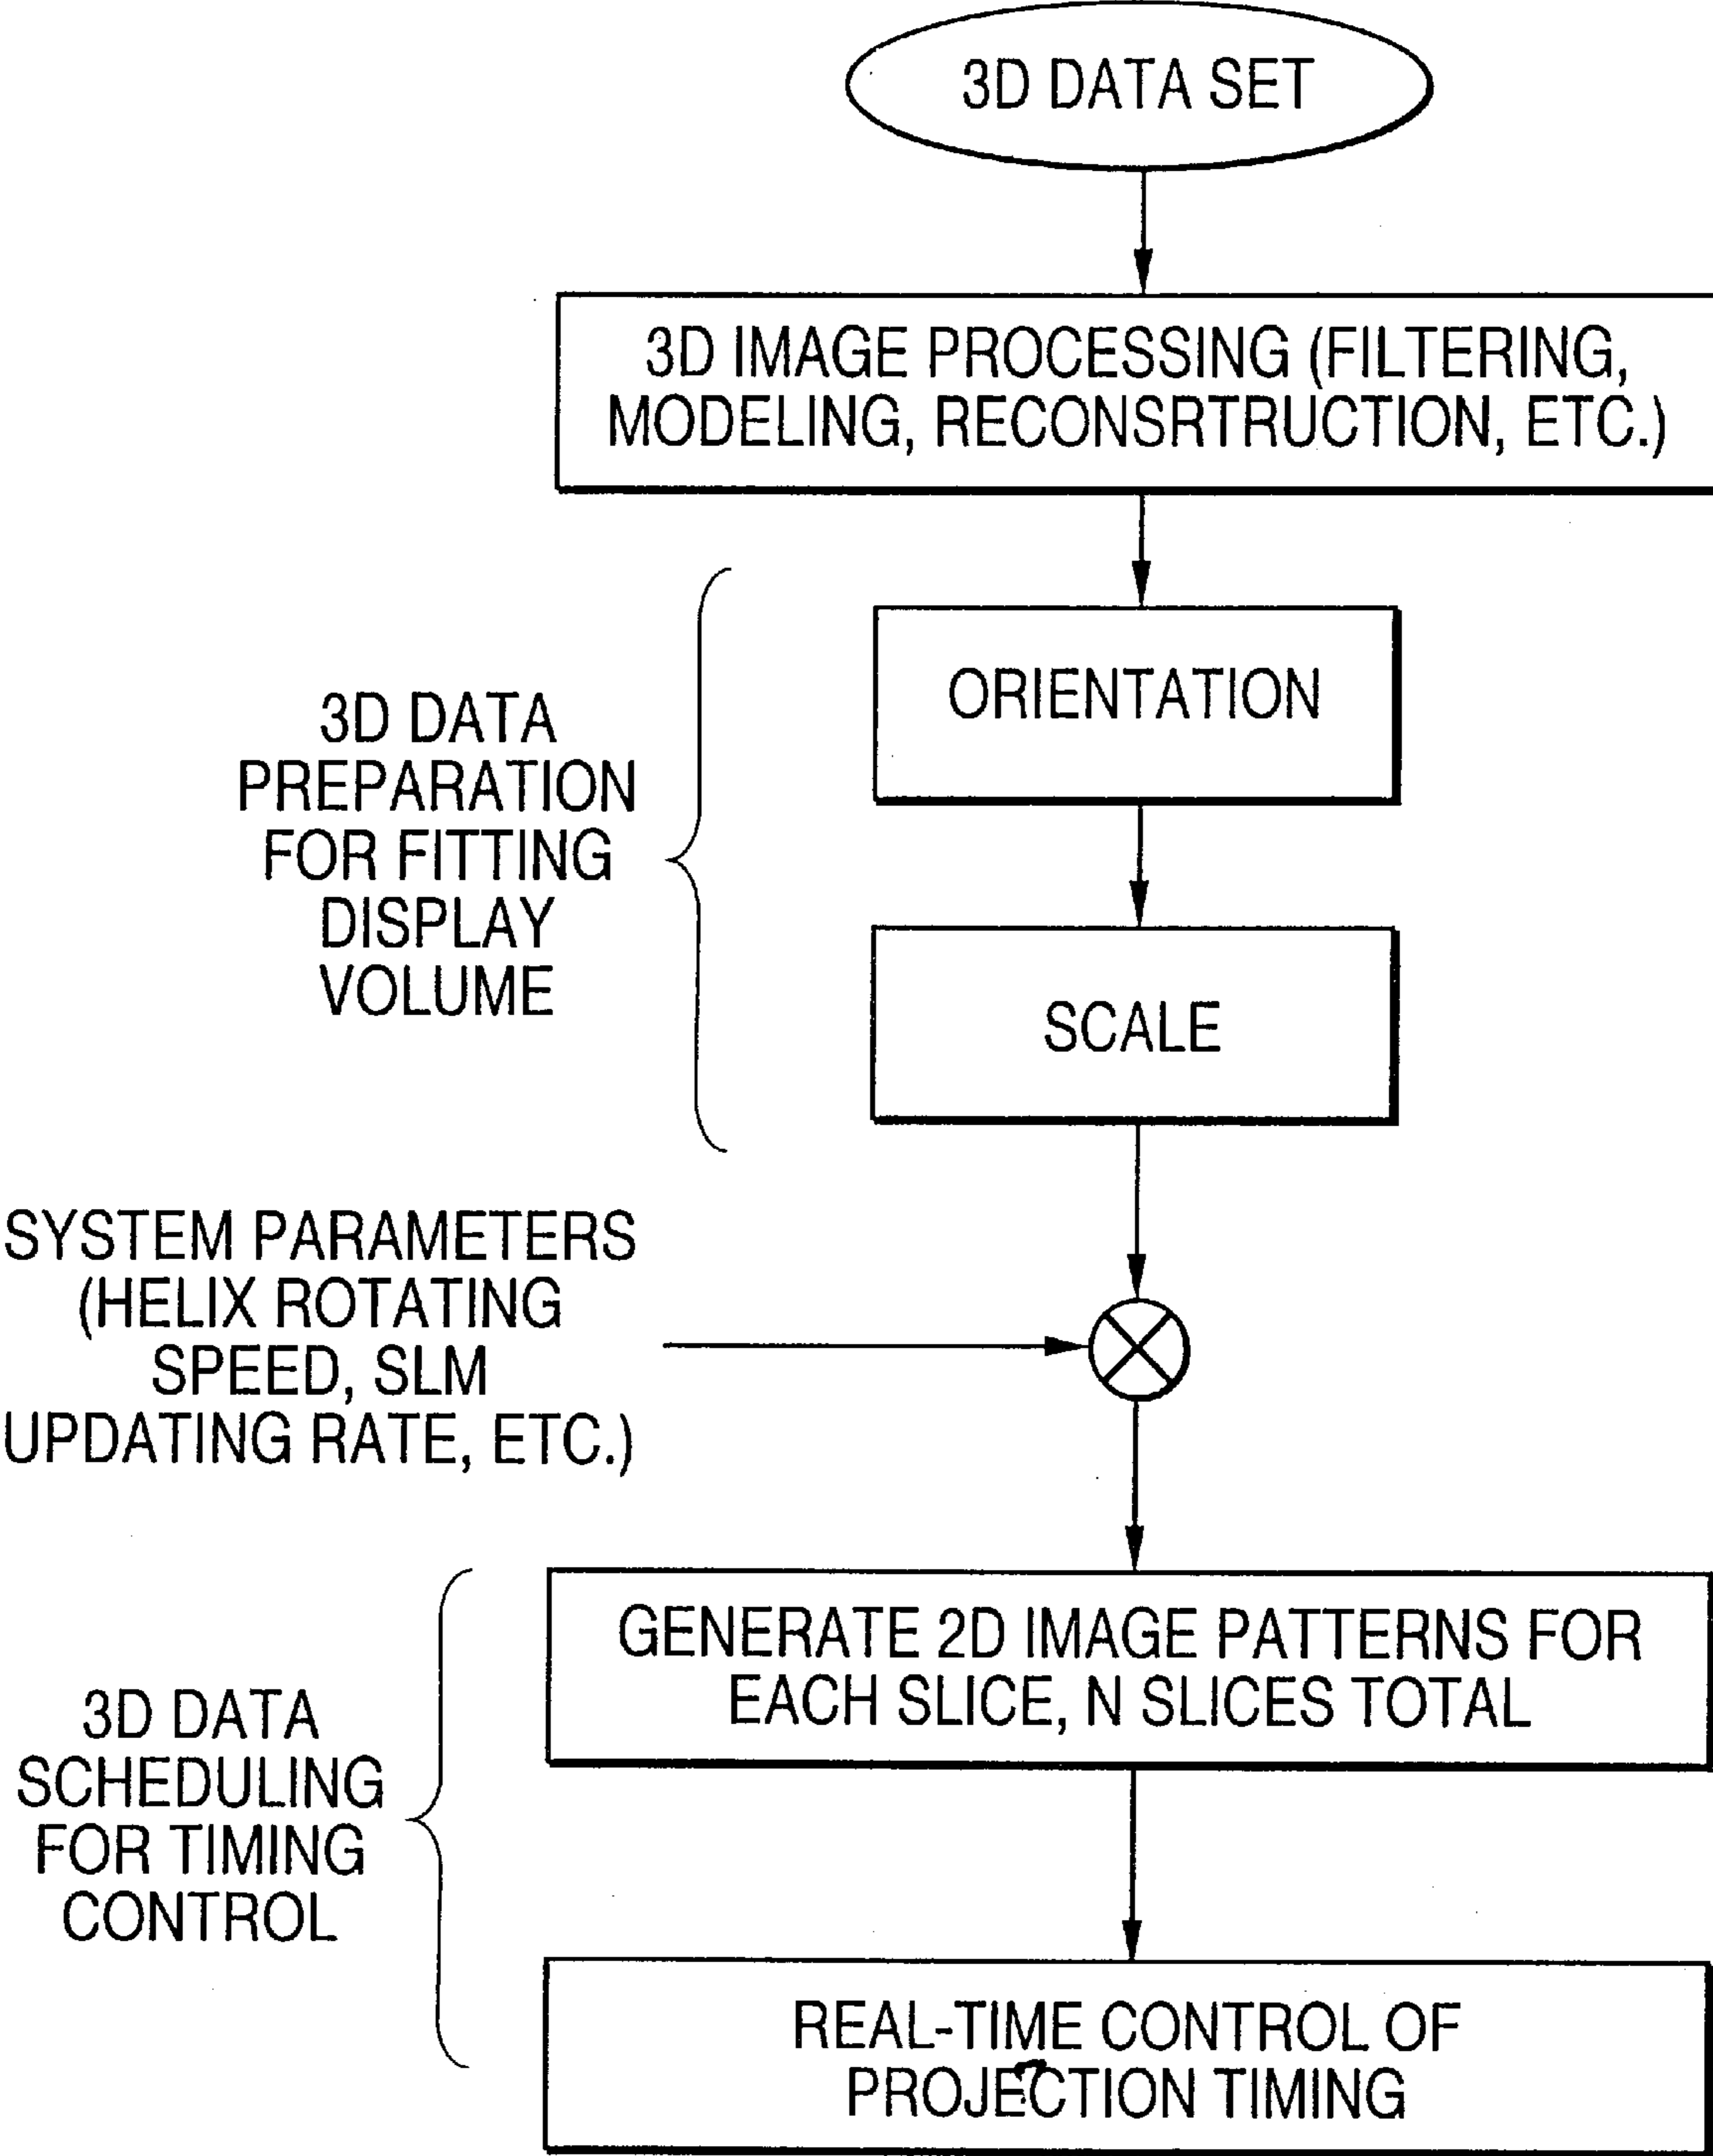 3D DATA SET
3D IMAGE PROCESSING (FILTERING,
MODELING, RECONSRTRUCTION, ETC.)
ORIENTATION
3D DATA
PREPARATION
FOR FITTING
DISPLAY
VOLUME
SCALE
SYSTEM PARAMETERS
(HELIX ROTATING
SPEED, SLM
UPDATING RATE, ETC.)
GENERATE 2D IMAGE PATTERNS FOR
EACH SLICE, N SLICES TOTAL
3D DATA
SCHEDULING
FOR TIMING
CONTROL
REAL-TIME CONTROL OF
PROJECTION TIMING